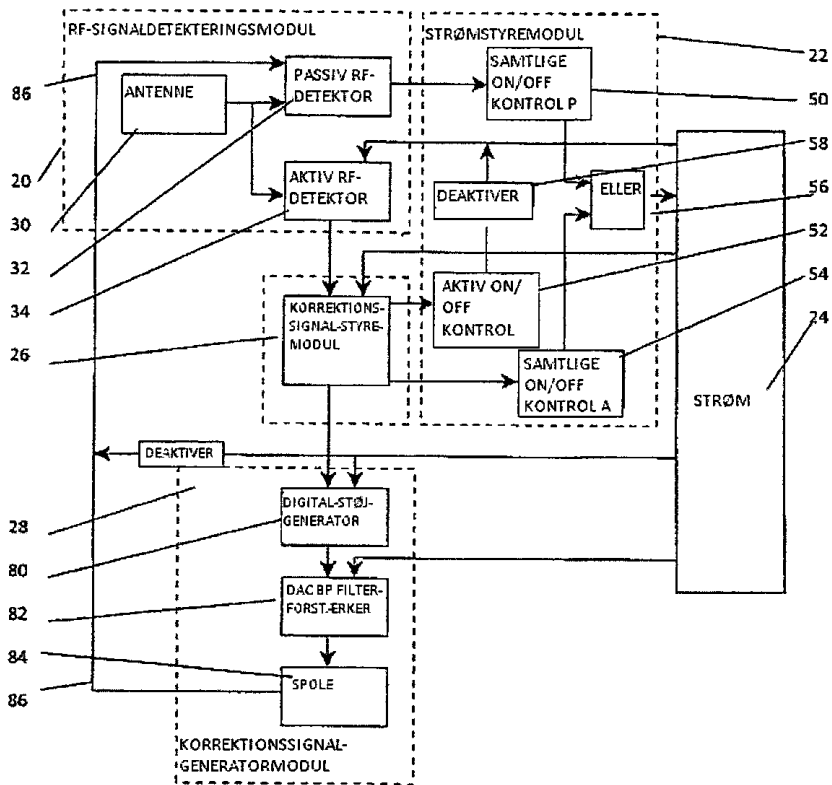 RF-SIGNALDETEKTERINGSMODUL
STRØMSTYREMODUL
22
86
ANTENNE
PASSIV RF-
DETEKTOR
SAMTLIGE
ON/OFF
KONTROL P
50
20
58
30
AKTIV RF-
DETEKTOR
DEAKTIVER
ELLER
56
32
52
34
KORREKTIONS-
SIGNAL-STYRE-
MODUL
AKTIV ON/
OFF
KONTROL
54
26
SAMTLIGE
ON/OFF
KONTROL A
24
STRØM
DEAKTIVER
28
DIGITAL-STØJ-
GENERATOR
80
82
DAC BP FILTER-
FORSTÆRKER
84
SPOLE
86
KORREKTIONSSIGNAL-
GENERATORMODUL